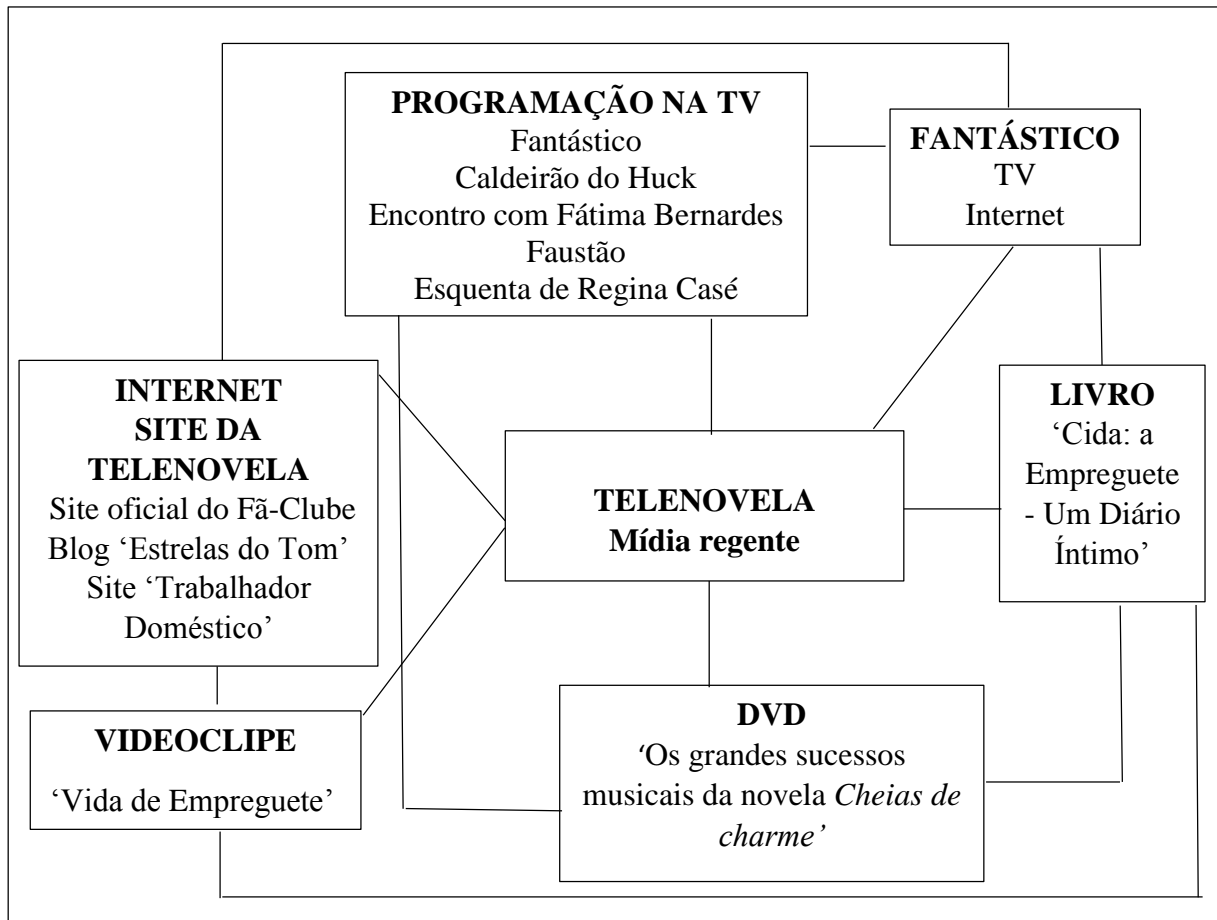 PROGRAMAÇÃO NA TV
Fantástico
Caldeirão do Huck
Encontro com Fátima Bernardes
Faustão
Esquenta de Regina Casé
FANTÁSTICO
TV
Internet
INTERNET
SITE DA
TELENOVELA
Site oficial do Fã-Clube
Blog ‘Estrelas do Tom’
Site ‘Trabalhador
Doméstico’
TELENOVELA
Mídia regente
LIVRO
‘Cida: a
Empreguete
- Um Diário
Íntimo’
VIDEOCLIPE
‘Vida de Empreguete’
DVD
‘Os grandes sucessos
musicais da novela Cheias de
charme’